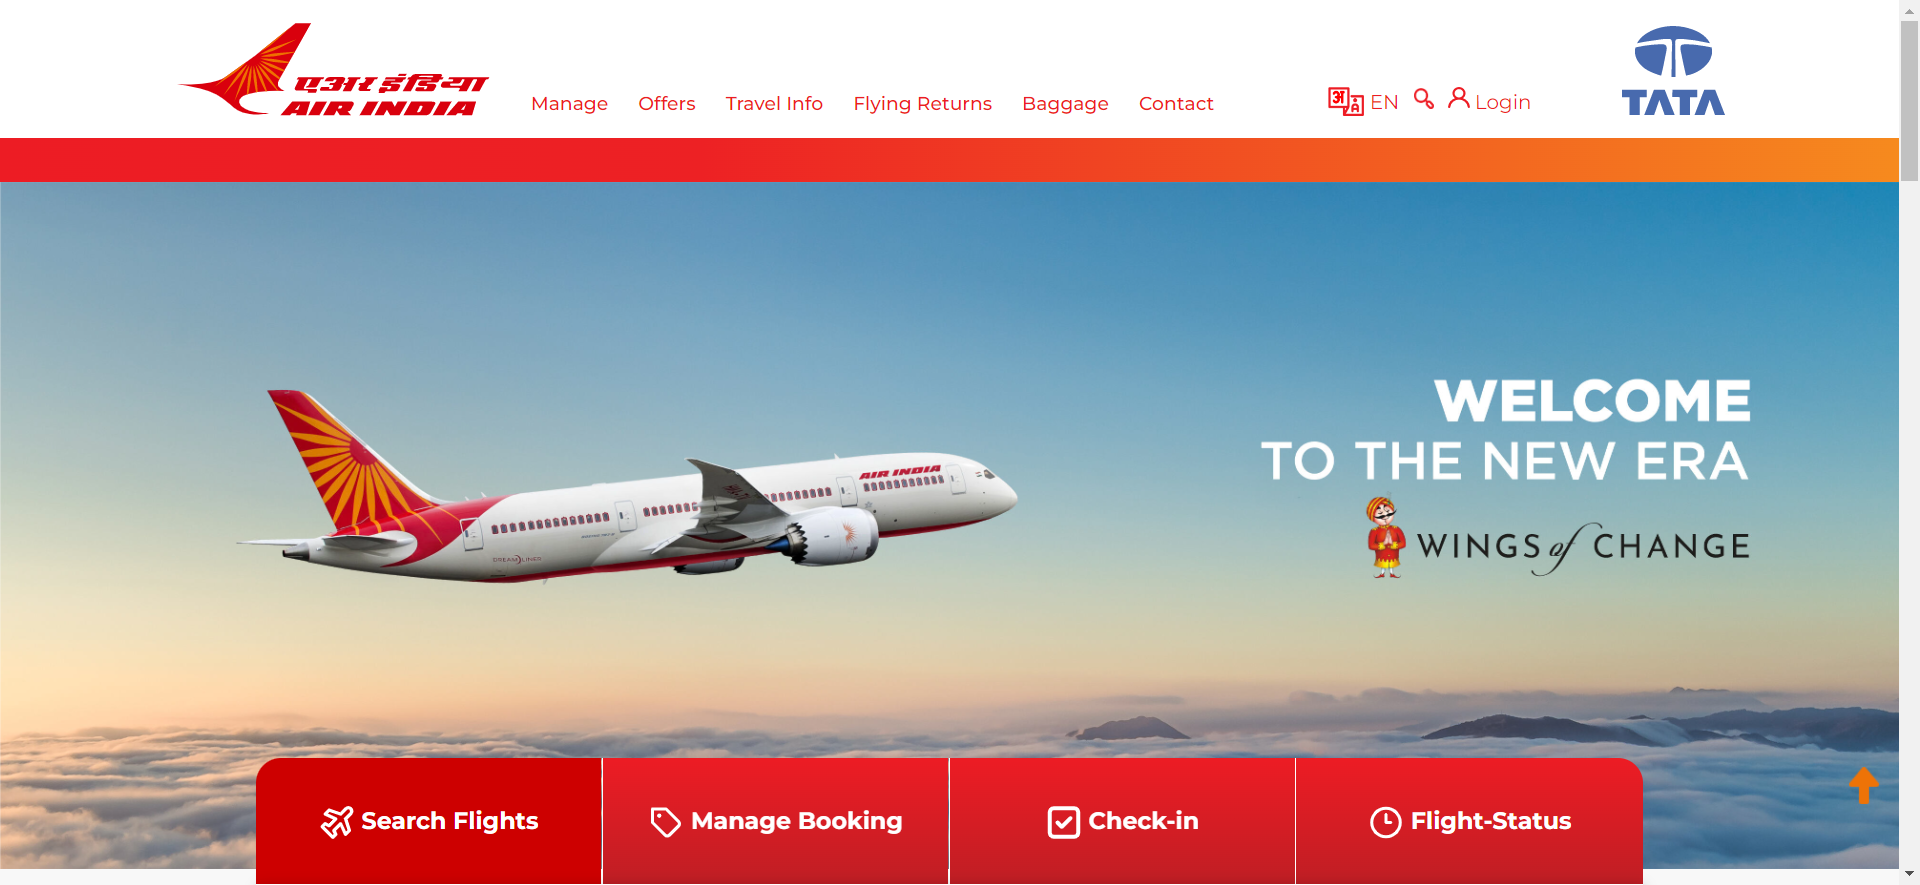 एअर इंडिया
AIR INDIA
Manage
Offers
Travel Info
Flying Returns
Baggage
Contact
अ
EN
Login
TATA
AIR INDIA
WELCOME
TO THE NEW ERA
WINGS of CHANGE
Search Flights
Manage Booking
Check-in
Flight-Status